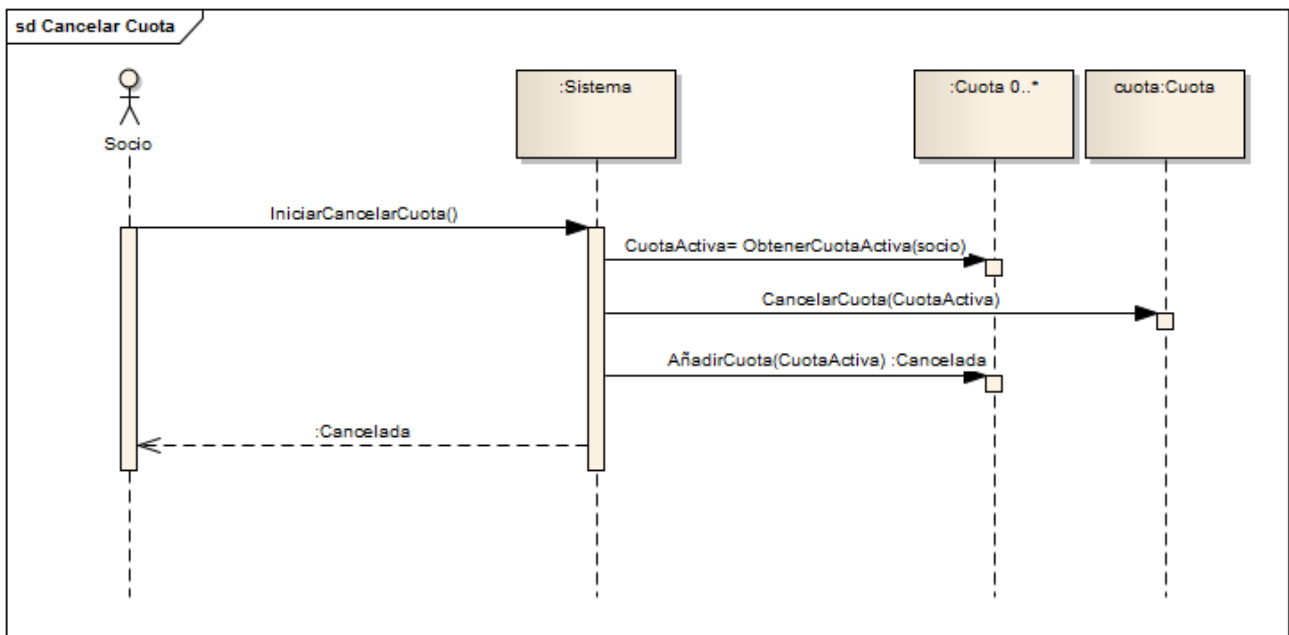 sd Cancelar Cuota
Socio
:Sistema
:Cuota 0..*
cuota:Cuota
IniciarCancelarCuota()
CuotaActiva= ObtenerCuotaActiva(socio)
CancelarCuota(CuotaActiva)
AñadirCuota(CuotaActiva) :Cancelada
:Cancelada